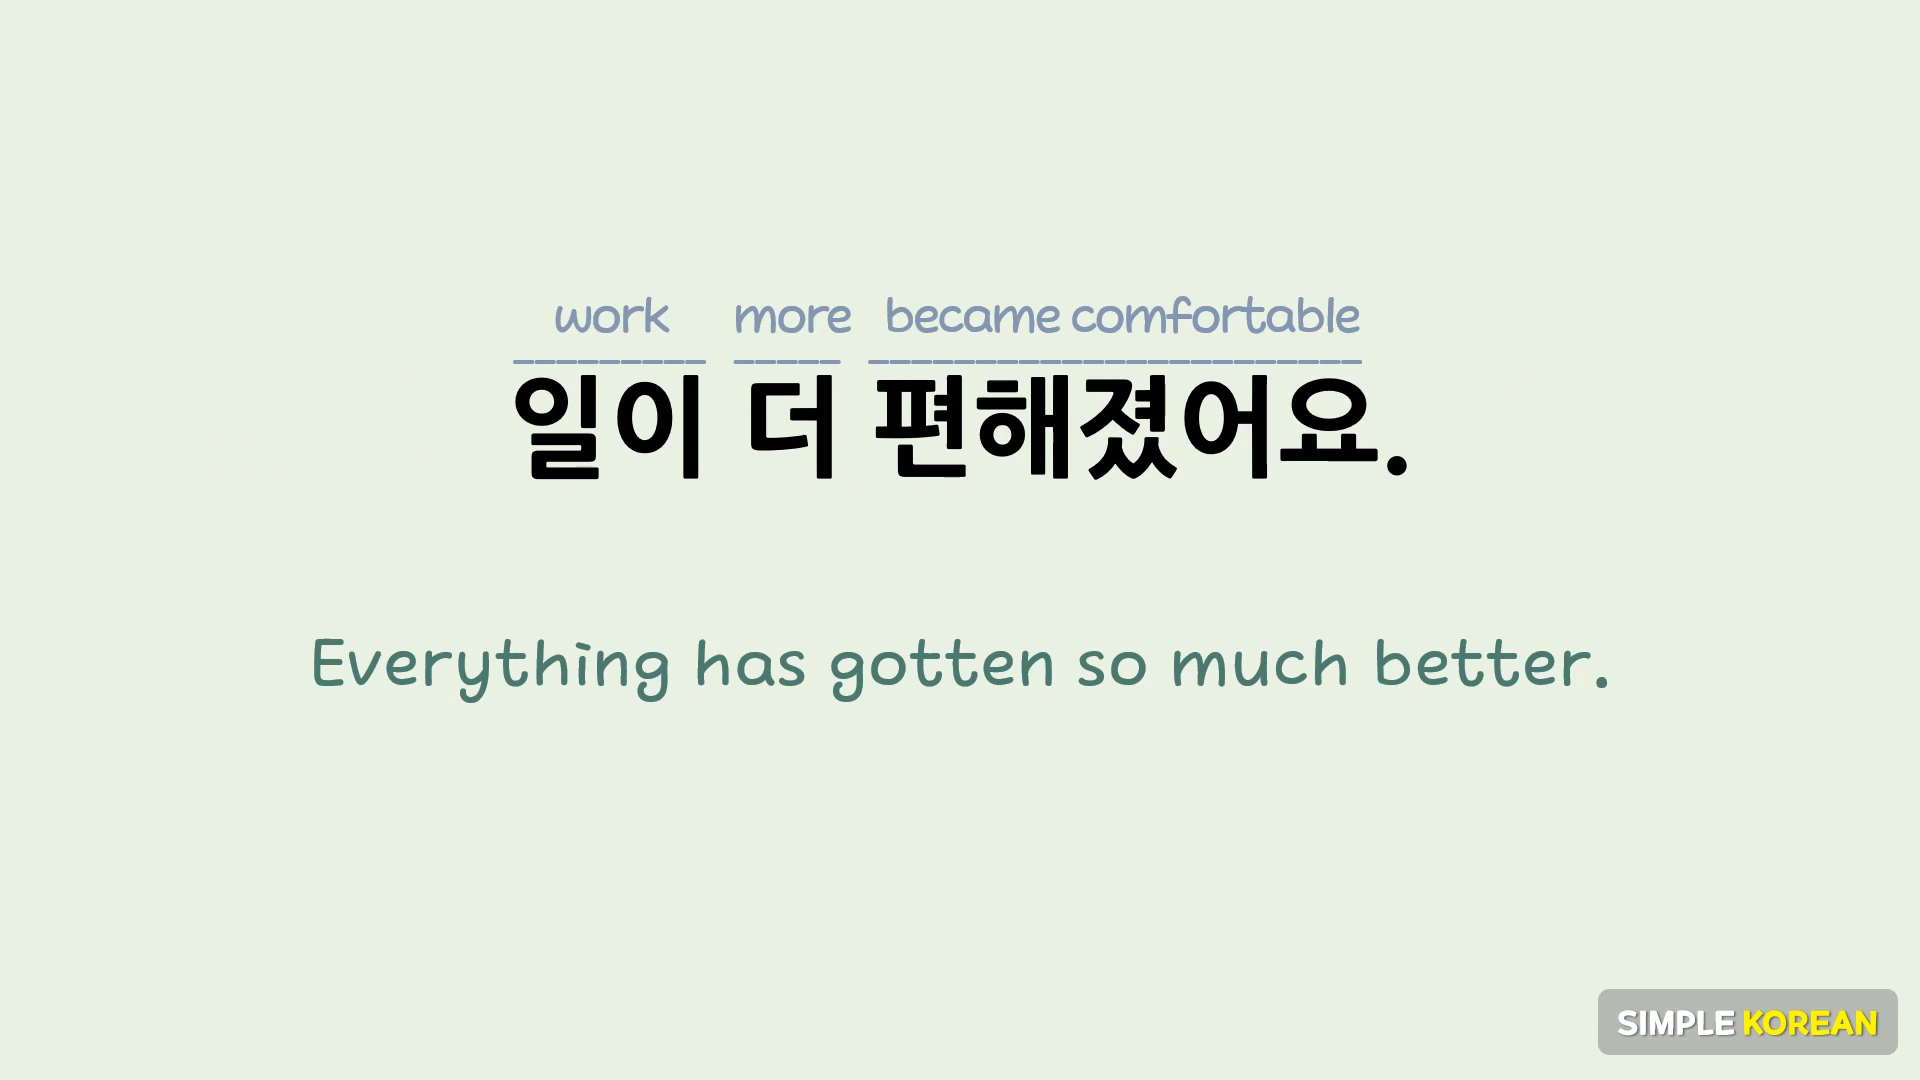 work more became comfortable
일이 더 편해졌어요.
Everything has gotten so much better.
SIMPLE KOREAN